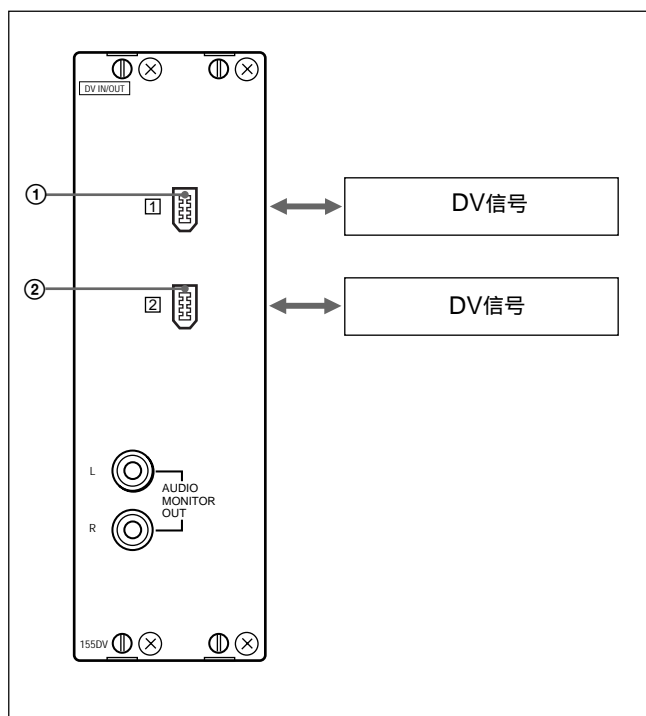 DV IN/OUT
①
1
DV信号
②
2
DV信号
L
AUDIO
MONITOR
OUT
R
155DV